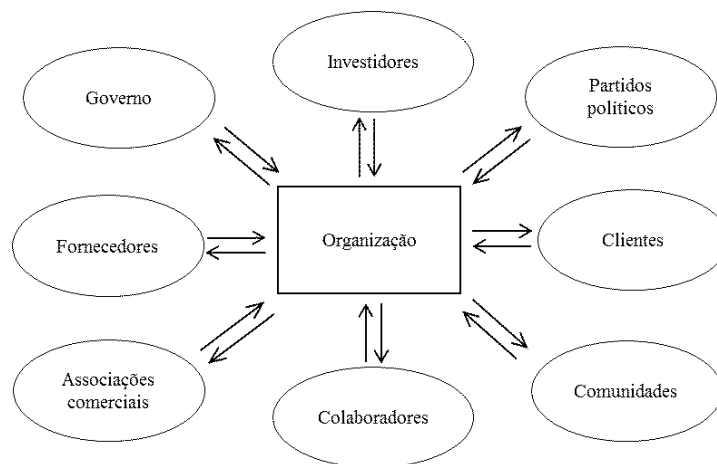 Investidores
Governo
Partidos
políticos
Fornecedores
Organização
Clientes
Associações
comerciais
Colaboradores
Comunidades